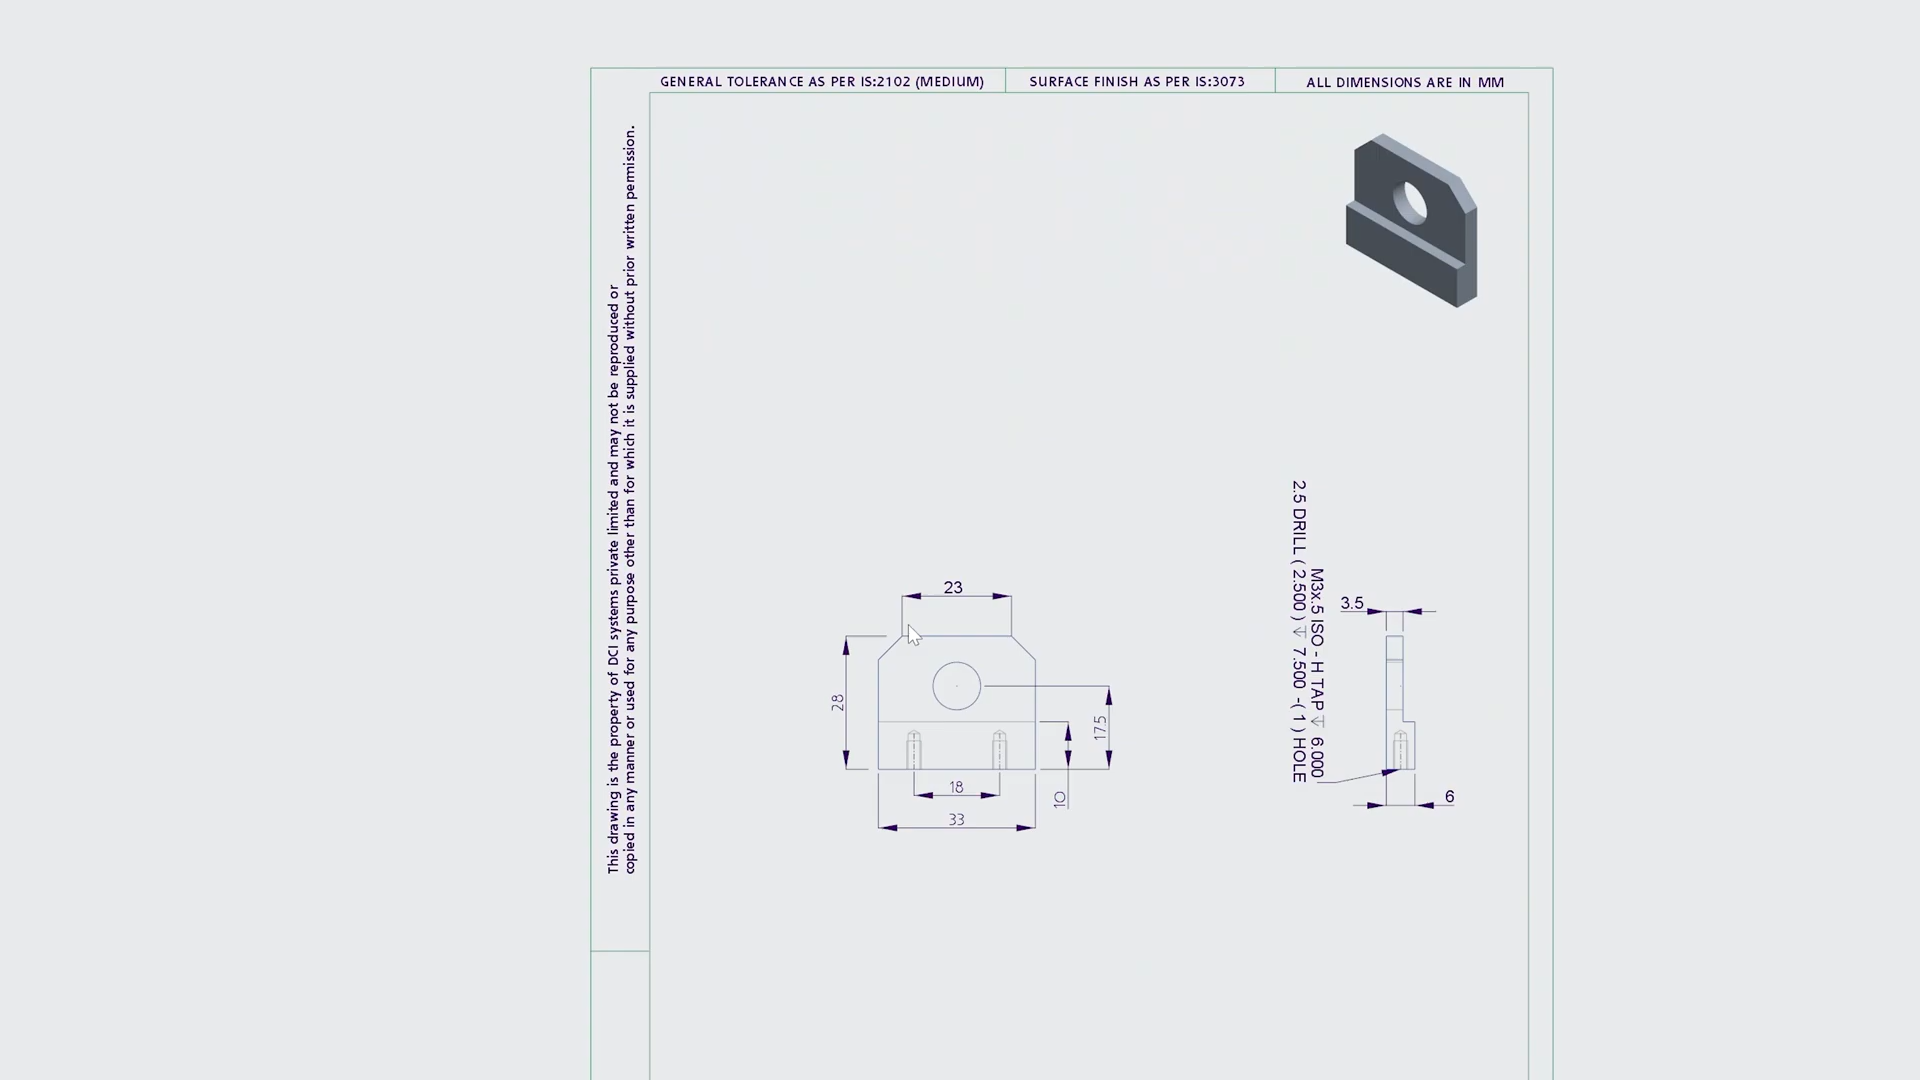 GENERAL TOLERANCE AS PER IS:2102 (MEDIUM)
SURFACE FINISH AS PER IS:3073
ALL DIMENSIONS ARE IN MM
This drawing is the property of DCI systems private limited and may not be reproduced or
copied in any manner or used for any purpose other than for which it is supplied without prior written permission.
23
28
17.5
10
18
33
M3x.5 ISO - H TAP ↧ 6.000
2.5 DRILL ( 2.500 ) ↧ 7.500 -( 1 ) HOLE
3.5
6